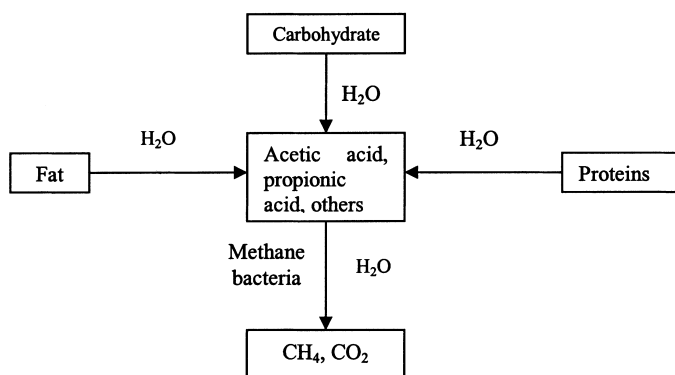 Carbohydrate
H₂O
H₂O
H₂O
Fat
Acetic acid,
propionic
acid, others
Proteins
Methane
bacteria
H₂O
CH₄, CO₂